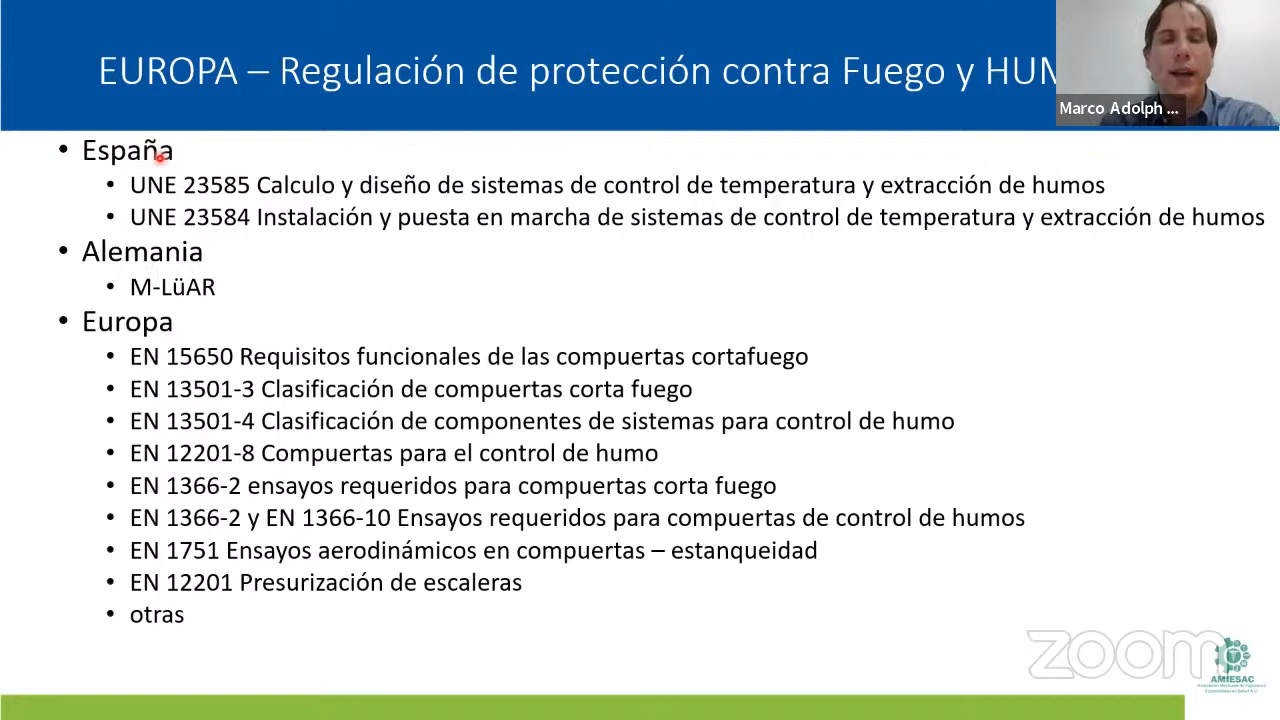 EUROPA – Regulación de protección contra Fuego y HUM
Marco Adolph ...
• España
• UNE 23585 Calculo y diseño de sistemas de control de temperatura y extracción de humos
• UNE 23584 Instalación y puesta en marcha de sistemas de control de temperatura y extracción de humos
• Alemania
• M-LüAR
• Europa
• EN 15650 Requisitos funcionales de las compuertas cortafuego
• EN 13501-3 Clasificación de compuertas corta fuego
• EN 13501-4 Clasificación de componentes de sistemas para control de humo
• EN 12201-8 Compuertas para el control de humo
• EN 1366-2 ensayos requeridos para compuertas corta fuego
• EN 1366-2 y EN 1366-10 Ensayos requeridos para compuertas de control de humos
• EN 1751 Ensayos aerodinámicos en compuertas – estanqueidad
• EN 12201 Presurización de escaleras
• otras
zoom
AMIESAC